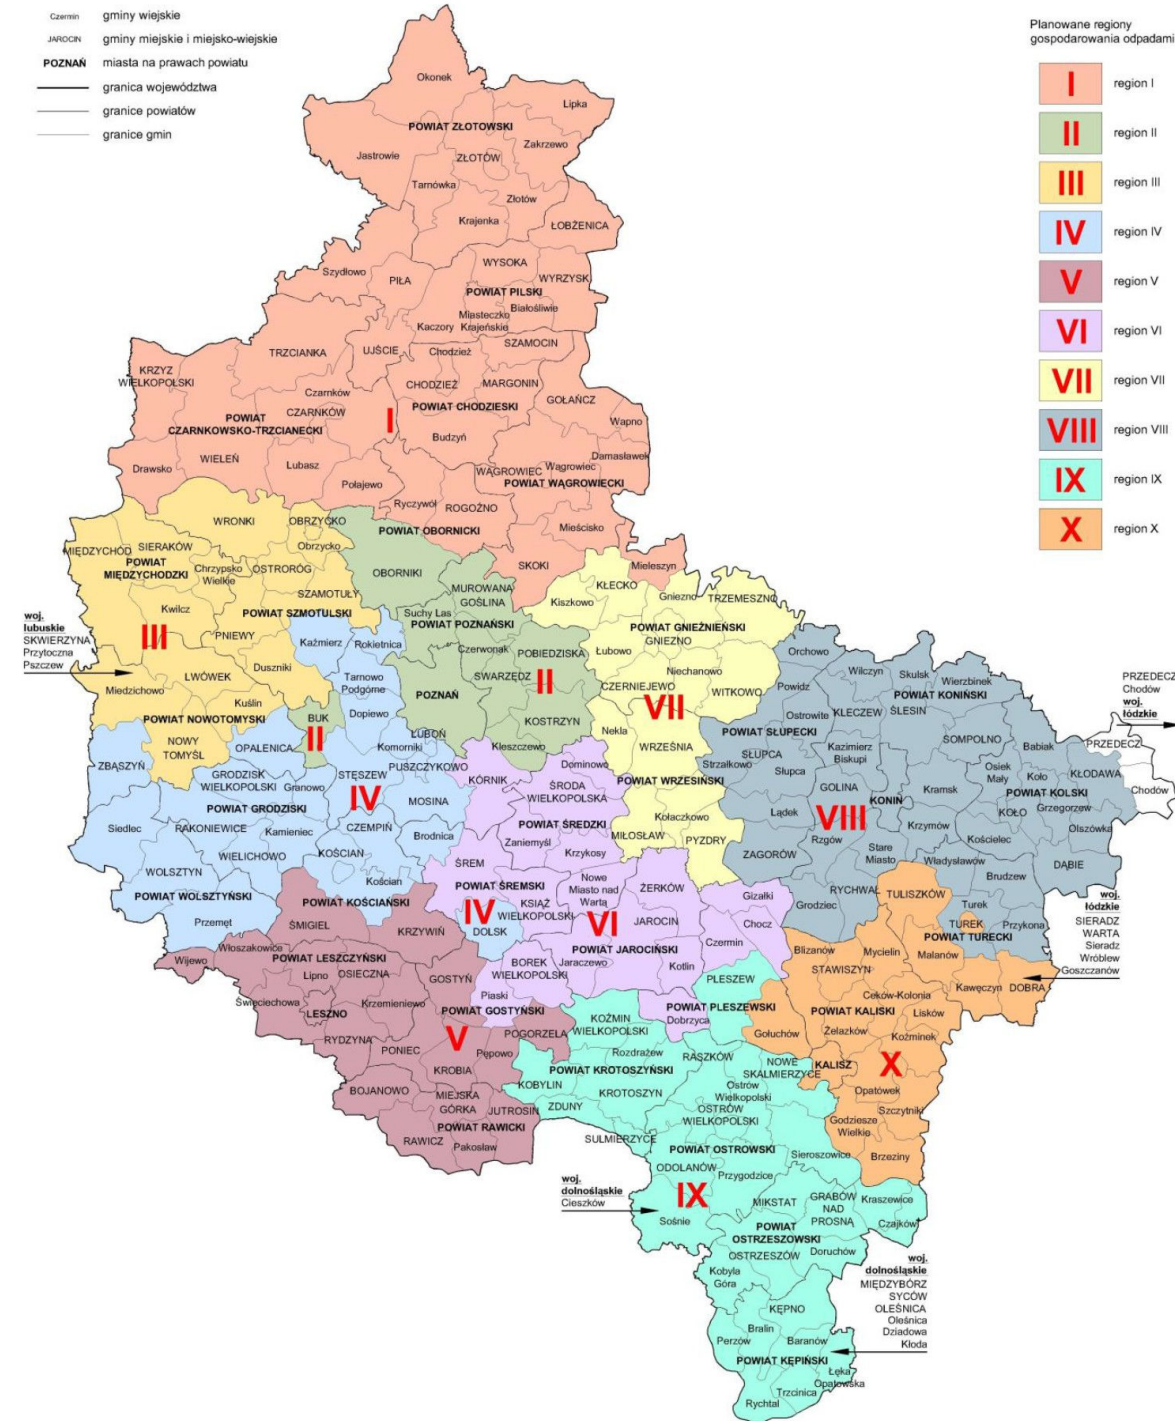 Czermin gminy wiejskie
JAROCIN gminy miejskie i miejsko-wiejskie
POZNAŃ miasta na prawach powiatu
granica województwa
granice powiatów
granice gmin
Planowane regiony
gospodarowania odpadami
I region I
II region II
III region III
IV region IV
V region V
VI region VI
VII region VII
VIII region VIII
IX region IX
X region X
Okonek
Lipka
POWIAT ZŁOTOWSKI
Zakrzewo
Jastrowie
ZŁOTÓW
Tarnówka
Złotów
Krajenka
ŁOBŻENICA
WYSOKA
Szydłowo
PIŁA
WYRZYSK
POWIAT PILSKI
Białośliwie
Miasteczko
Krajeńskie
Kaczory
SZAMOCIN
TRZCIANKA
UJŚCIE
Chodzież
KRZYZ
WIELKOPOLSKI
CHODZIEŻ
MARGONIN
Czarnków
GOŁAŃCZ
POWIAT CHODZIESKI
CZARNKÓW
POWIAT
CZARNKOWSKO-TRZCIANECKI
I
Wapno
Budzyń
Damasławek
WIELEŃ
Drawsko
Lubasz
WĄGROWIEC
Wągrowiec
POWIAT WĄGROWIECKI
Połajewo
Ryczywół
ROGOŹNO
WRONKI
OBRZYCKO
POWIAT OBORNICKI
Mieścisko
Obrzycko
MIĘDZYCHÓD
SIERAKÓW
POWIAT
MIĘDZYCHODZKI
Chrzypsko
Wielkie
OSTRORÓG
OBORNIKI
SKOKI
Mieleszyn
MUROWANA
GOŚLINA
KŁECKO
SZAMOTUŁY
Kiszkowo
Gniezno
TRZEMESZNO
Kwilcz
POWIAT SZMOTULSKI
Suchy Las
POWIAT POZNAŃSKI
POWIAT GNIEŹNIEŃSKI
woj.
lubuskie
SKWIERZYNA
Przytoczna
Pszczew
III
PNIEWY
Kaźmierz
Rokietnica
Czerwonak
POBIEDZISKA
GNIEZNO
Łubowo
Orchowo
Duszniki
LWÓWEK
Tarnowo
Podgórne
SWARZĘDZ
II
Niechanowo
Wilczyn
Skulsk
Wierzbinek
Miedzichowo
Kuślin
POZNAŃ
CZERNIEJEWO
WITKOWO
Powidz
POWIAT KONIŃSKI
PRZEDECZ
Chodów
woj.
łódzkie
POWIAT NOWOTOMYSKI
BUK
Dopiewo
KOSTRZYN
VII
Ostrowite
KLECZEW
ŚLESIN
NOWY
TOMYŚL
II
LUBOŃ
Nekla
POWIAT SŁUPECKI
SOMPOLNO
OPALENICA
Komorniki
Kleszczewo
WRZEŚNIA
Strzałkowo
SŁUPCA
Kazimierz
Biskupi
Babiak
PRZEDECZ
ZBĄSZYŃ
GRODZISK
WIELKOPOLSKI
STĘSZEW
PUSZCZYKOWO
KÓRNIK
Dominowo
POWIAT WRZESIŃSKI
Słupca
Osiek
Mały
Koło
KŁODAWA
Granowo
ŚRODA
WIELKOPOLSKA
GOLINA
Kramsk
POWIAT KOLSKI
Chodów
POWIAT GRODZISKI
IV
MOSINA
KONIN
KOŁO
Grzegorzew
Siedlec
RAKONIEWICE
Kamieniec
CZEMPIŃ
Brodnica
POWIAT ŚREDZKI
Kołaczkowo
Lądek
VIII
Krzymów
Olszówka
MIŁOSŁAW
PYZDRY
Rzgów
Kościelec
Zaniemyśl
WIELICHOWO
KOŚCIAN
Krzykosy
ZAGORÓW
Stare
Miasto
Władysławów
DĄBIE
WOLSZTYN
ŚREM
Nowe
Miasto nad
Wartą
ŻERKÓW
Brudzew
POWIAT WOLSZTYŃSKI
Kościan
POWIAT ŚREMSKI
Gizałki
RYCHWAŁ
TULISZKÓW
POWIAT KOŚCIAŃSKI
KSIĄŻ
WIELKOPOLSKI
Grodziec
Turek
woj.
łódzkie
SIERADZ
WARTA
Sieradz
Wróblew
Goszczanów
Przemęt
ŚMIGIEL
KRZYWIŃ
IV
DOLSK
VI
JAROCIN
Chocz
TUREK
Przykona
POWIAT TURECKI
Włoszakowice
POWIAT LESZCZYŃSKI
POWIAT JAROCIŃSKI
Czermin
Blizanów
Mycielin
Malanów
Wijewo
Lipno
OSIECZNA
BOREK
WIELKOPOLSKI
Jaraczewo
Kotlin
STAWISZYN
GOSTYŃ
PLESZEW
Kawęczyn
DOBRA
Święciechowa
Krzemieniewo
Piaski
Ceków-Kolonia
LESZNO
POWIAT GOSTYŃSKI
POWIAT PLESZEWSKI
POWIAT KALISKI
Lisków
Dobrzyca
KOŹMIN
WIELKOPOLSKI
RYDZYNA
POGORZELA
Gołuchów
Żelazków
Koźminek
V
PONIEC
Pępowo
Rozdrażew
RASZKÓW
NOWE
SKALMIERZYCE
KALISZ
X
KROBIA
POWIAT KROTOSZYŃSKI
BOJANOWO
KOBYLIN
KROTOSZYN
Ostrów
Wielkopolski
Opatówek
MIEJSKA
GÓRKA
JUTROSIN
ZDUNY
OSTRÓW
WIELKOPOLSKI
Szczytniki
POWIAT RAWICKI
Godziesze
Wielkie
RAWICZ
Pakosław
SULMIERZYCE
POWIAT OSTROWSKI
Sieroszowice
Brzeziny
ODOLANÓW
Przygodzice
woj.
dolnośląskie
Cieszków
IX
MIKSTAT
GRABÓW
NAD
PROSNĄ
Kraszewice
Sośnie
POWIAT
OSTRZESZOWSKI
Czajków
OSTRZESZÓW
Doruchów
Kobyla
Góra
woj.
dolnośląskie
MIĘDZYBÓRZ
SYCÓW
OLEŚNICA
Oleśnica
Dziadowa
Kłoda
KĘPNO
Bralin
Perzów
Baranów
POWIAT KĘPIŃSKI
Łęka
Opatowska
Trzcinica
Rychtal